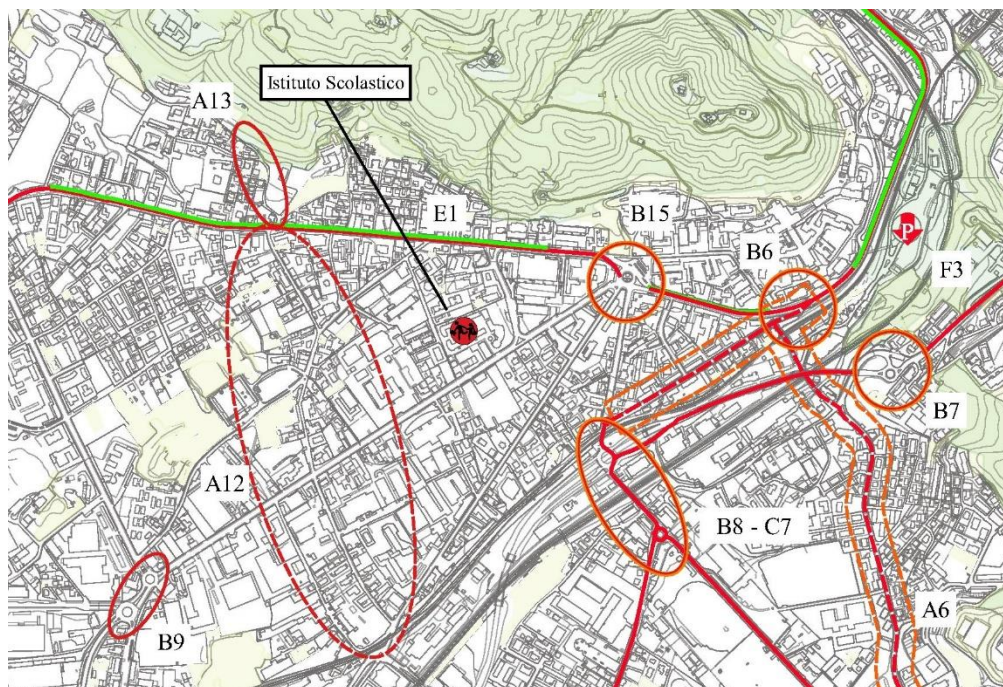 Istituto Scolastico
A13
E1
B15
B6
P
F3
B7
A12
B8 - C7
A6
B9